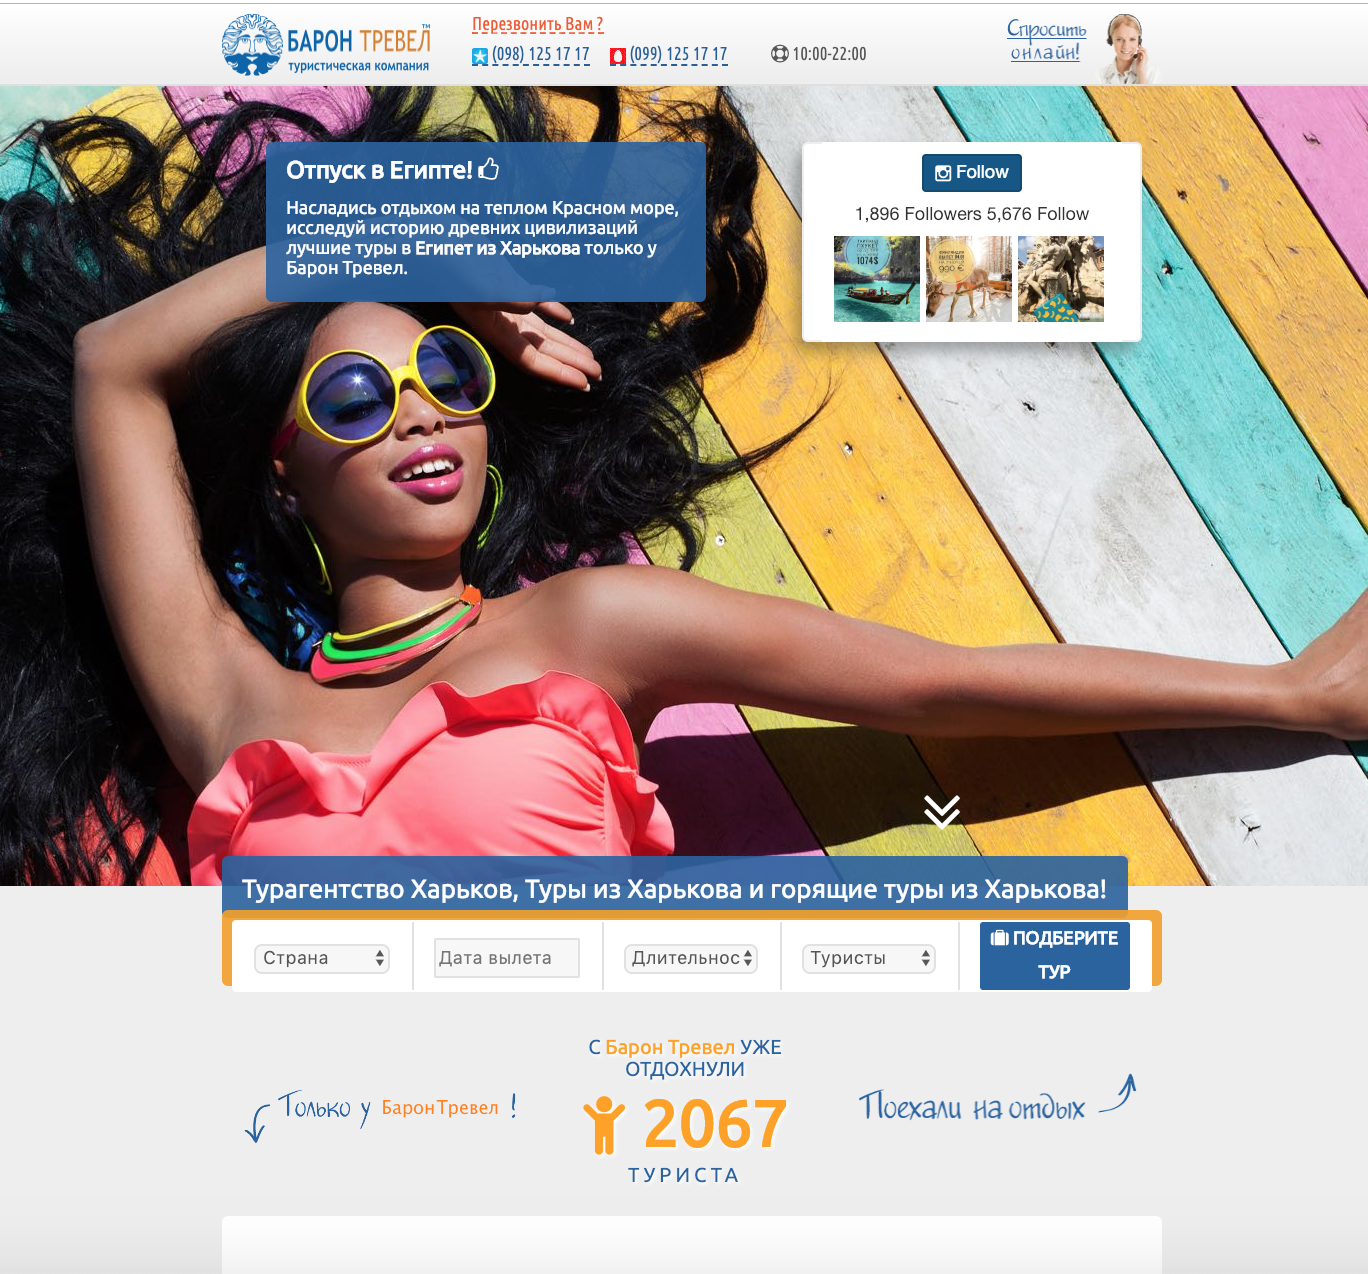 БАРОН ТРЕВЕЛ™
туристическая компания
Перезвонить Вам ?
(098) 125 17 17 (099) 125 17 17
10:00-22:00
Спросить
онлайн!
Отпуск в Египте!
Насладись отдыхом на теплом Красном море,
исследуй историю древних цивилизаций
лучшие туры в Египет из Харькова только у
Барон Тревел.
Follow
1,896 Followers 5,676 Follow
1074$
990 €
Турагентство Харьков, Туры из Харькова и горящие туры из Харькова!
Страна
Дата вылета
Длительнос
Туристы
ПОДБЕРИТЕ
ТУР
С Барон Тревел УЖЕ
ОТДОХНУЛИ
2067
ТУРИСТА
Только у БаронТревел !
Поехали на отдых